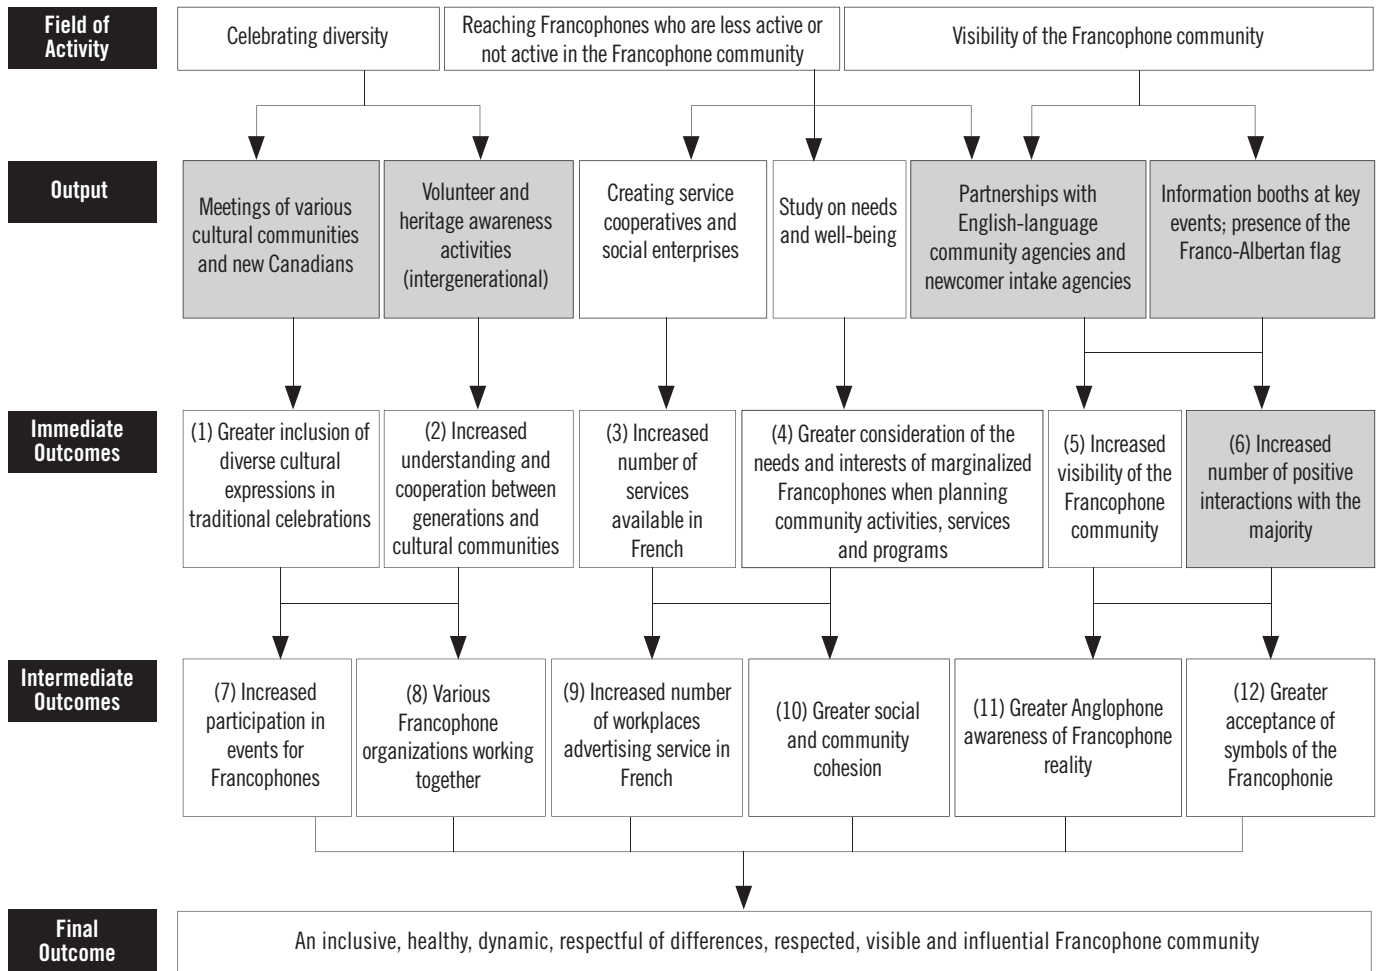 Field of
Activity
Celebrating diversity
Reaching Francophones who are less active or
not active in the Francophone community
Visibility of the Francophone community
Output
Meetings of various
cultural communities
and new Canadians
Volunteer and
heritage awareness
activities
(intergenerational)
Creating service
cooperatives and
social enterprises
Study on needs
and well-being
Partnerships with
English-language
community agencies and
newcomer intake agencies
Information booths at key
events; presence of the
Franco-Albertan flag
Immediate
Outcomes
(1) Greater inclusion of
diverse cultural
expressions in
traditional celebrations
(2) Increased
understanding and
cooperation between
generations and
cultural communities
(3) Increased
number of
services
available in
French
(4) Greater consideration of the
needs and interests of marginalized
Francophones when planning
community activities, services
and programs
(5) Increased
visibility of the
Francophone
community
(6) Increased
number of positive
interactions with the
majority
Intermediate
Outcomes
(7) Increased
participation in
events for
Francophones
(8) Various
Francophone
organizations working
together
(9) Increased number
of workplaces
advertising service in
French
(10) Greater social
and community
cohesion
(11) Greater Anglophone
awareness of Francophone
reality
(12) Greater
acceptance of
symbols of the
Francophonie
Final
Outcome
An inclusive, healthy, dynamic, respectful of differences, respected, visible and influential Francophone community